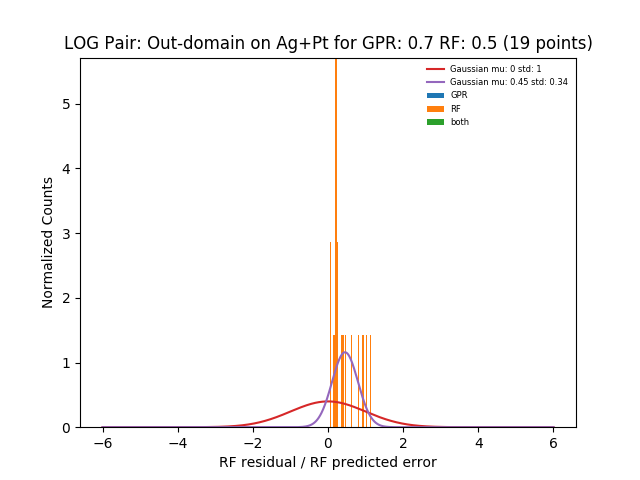 LOG Pair: Out-domain on Ag+Pt for GPR: 0.7 RF: 0.5 (19 points)
Gaussian mu: 0 std: 1
Gaussian mu: 0.45 std: 0.34
GPR
RF
both
Normalized Counts
5
4
3
2
1
0
−6 −4 −2 0 2 4 6
RF residual / RF predicted error